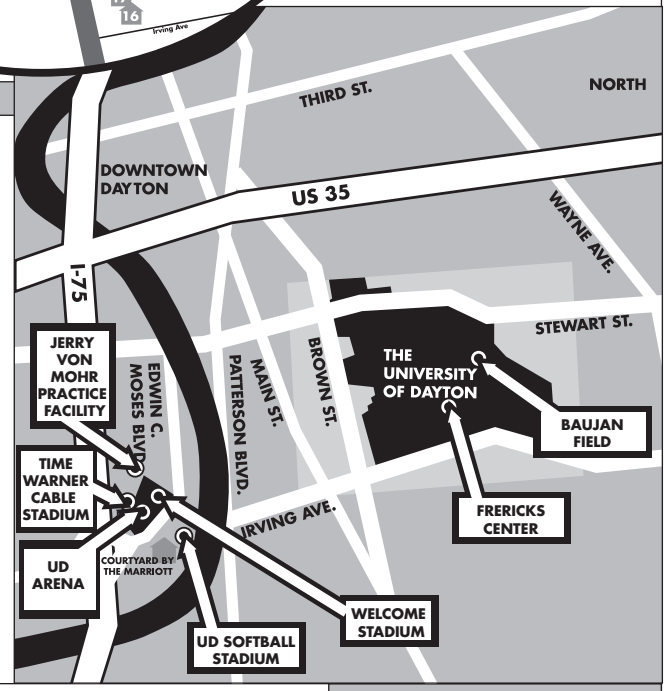 16
Irving Ave
THIRD ST.
NORTH
DOWNTOWN
DAYTON
US 35
WAYNE AVE.
I-75
STEWART ST.
JERRY
VON
MOHR
PRACTICE
FACILITY
EDWIN C.
MOSES BLVD.
PATTERSON BLVD.
MAIN ST.
BROWN ST.
THE
UNIVERSITY
OF DAYTON
BAUJAN
FIELD
TIME
WARNER
CABLE
STADIUM
IRVING AVE.
FRERICKS
CENTER
UD
ARENA
COURTYARD BY
THE MARRIOTT
WELCOME
STADIUM
UD SOFTBALL
STADIUM